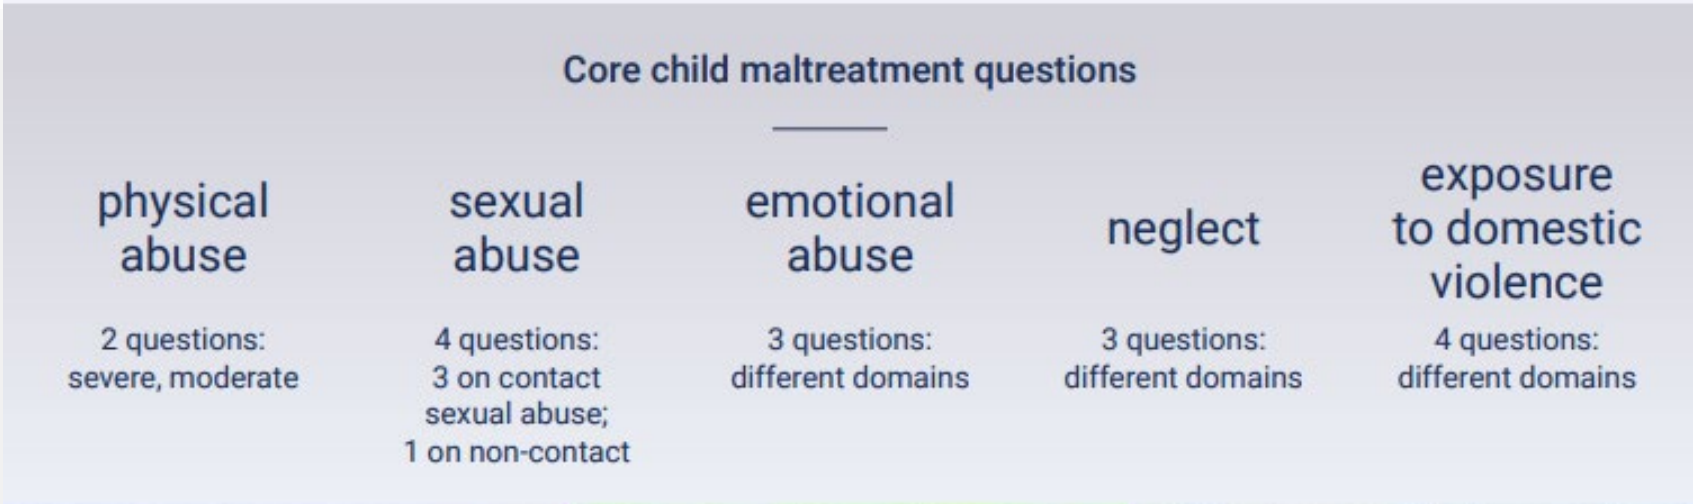 Core child maltreatment questions
physical
abuse
2 questions:
severe, moderate
sexual
abuse
4 questions:
3 on contact
sexual abuse;
1 on non-contact
emotional
abuse
3 questions:
different domains
neglect
3 questions:
different domains
exposure
to domestic
violence
4 questions:
different domains